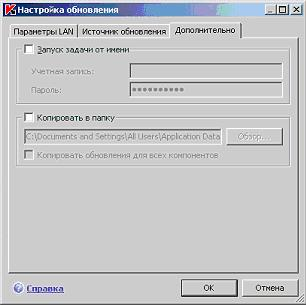 Настройка обновления
Параметры LAN Источник обновления Дополнительно
Запуск задачи от имени
Учетная запись:
Пароль: ••••••••••
Копировать в папку
C:\Documents and Settings\All Users\Application Data
Обзор...
Копировать обновления для всех компонентов
Справка
OK Отмена